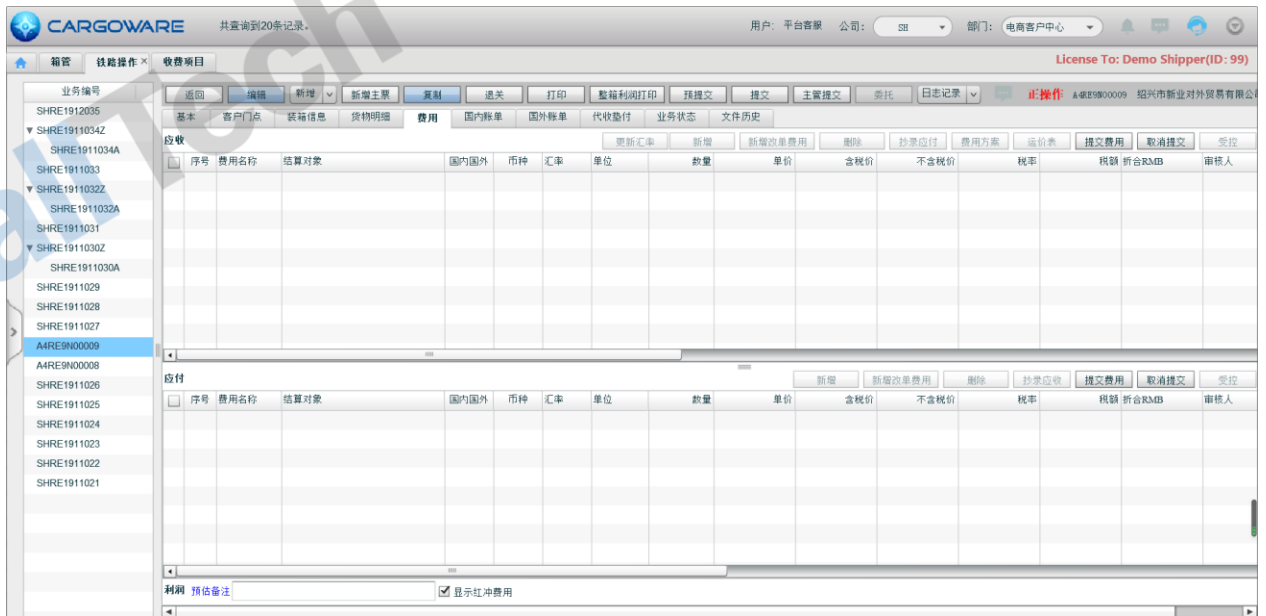 CARGOWARE 共查询到20条记录。 用户: 平台客服 公司: SH 部门: 电商客户中心
箱管 铁路操作 × 收费项目 License To: Demo Shipper(ID: 99)
业务编号 返回 编辑 新增 新增主票 复制 退关 打印 整箱利润打印 预提交 提交 主管提交 委托 日志记录 正操作 A4RE9N00009 绍兴市新业对外贸易有限公司
SHRE1912035 基本 客户门点 装箱信息 货物明细 费用 国内账单 国外账单 代收垫付 业务状态 文件历史
SHRE1911034Z 应收 更新汇率 新增 新增改单费用 删除 抄录应付 费用方案 运价表 提交费用 取消提交 受控
SHRE1911034A 序号 费用名称 结算对象 国内国外 币种 汇率 单位 数量 单价 含税价 不含税价 税率 税额 折合RMB 审核人
SHRE1911033
SHRE1911032Z
SHRE1911032A
SHRE1911031
SHRE1911030Z
SHRE1911030A
SHRE1911029
SHRE1911028
SHRE1911027
A4RE9N00009
A4RE9N00008
SHRE1911026 应付 新增 新增改单费用 删除 抄录应收 提交费用 取消提交 受控
SHRE1911025 序号 费用名称 结算对象 国内国外 币种 汇率 单位 数量 单价 含税价 不含税价 税率 税额 折合RMB 审核人
SHRE1911024
SHRE1911023
SHRE1911022
SHRE1911021
利润 预估备注 显示红冲费用